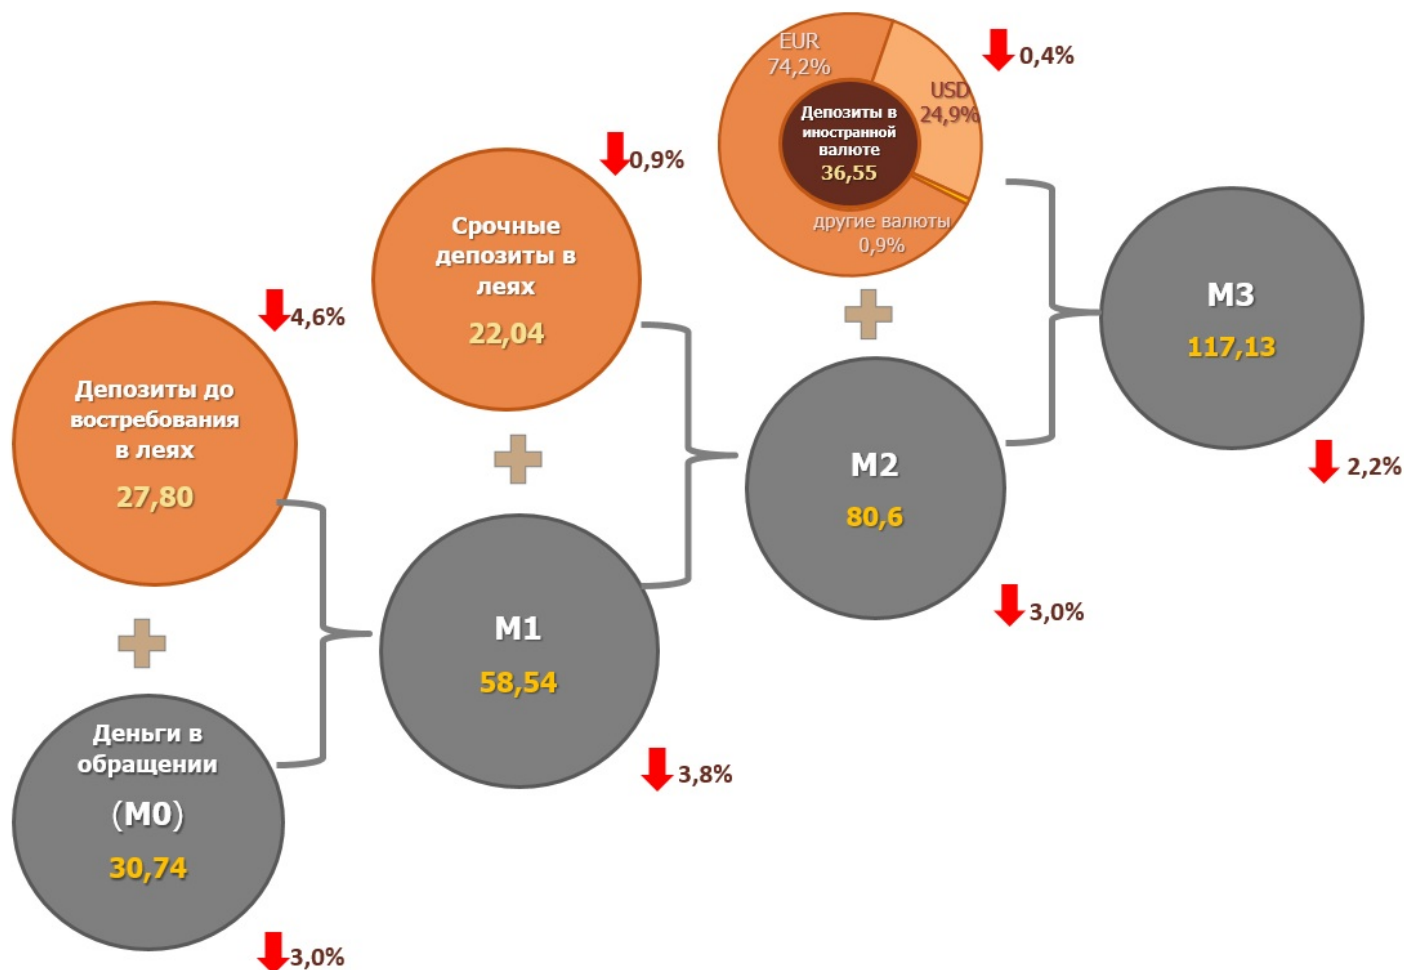 EUR
74,2%
USD
24,9%
Депозиты в
иностранной
валюте
36,55
другие валюты
0,9%
0,4%
Срочные
депозиты в
леях
22,04
0,9%
Депозиты до
востребования
в леях
27,80
4,6%
M3
117,13
2,2%
M2
80,6
3,0%
M1
58,54
3,8%
Деньги в
обращении
(M0)
30,74
3,0%